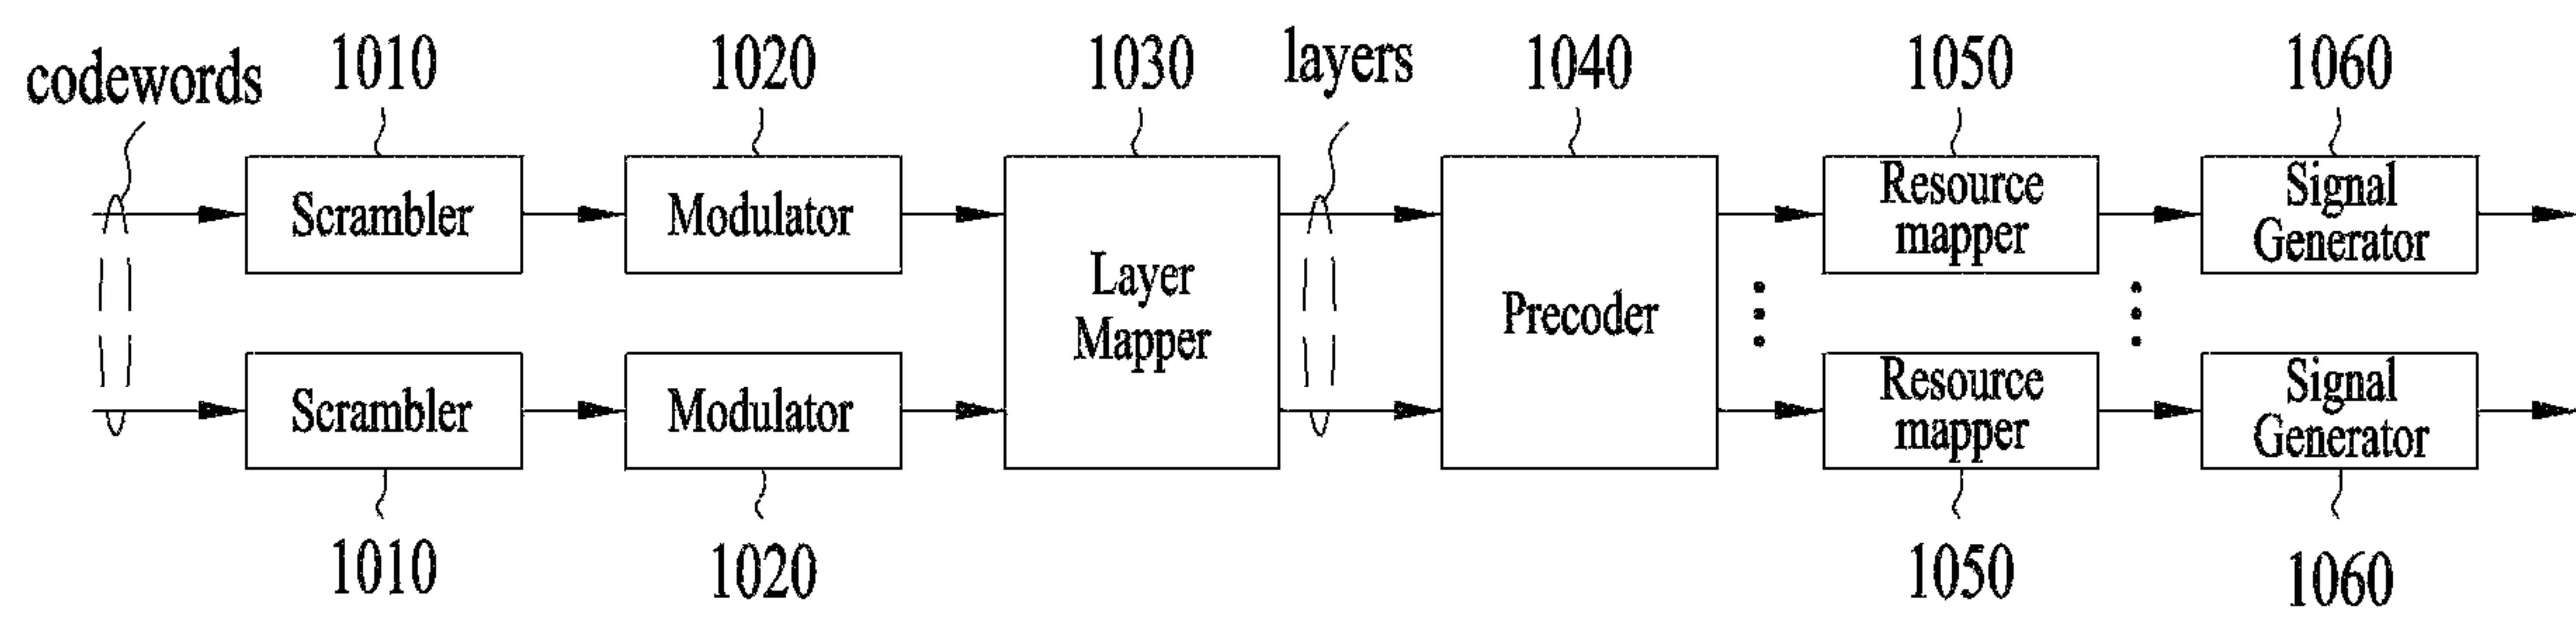 codewords
1010
1020
1030
layers
1040
1050
1060
Scrambler
Modulator
Layer
Mapper
Precoder
Resource
mapper
Signal
Generator
Scrambler
Modulator
Resource
mapper
Signal
Generator
1010
1020
1050
1060